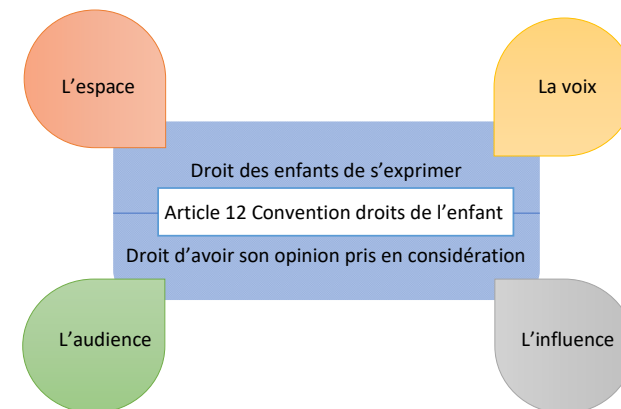 L’espace
La voix
Droit des enfants de s’exprimer
Article 12 Convention droits de l’enfant
Droit d’avoir son opinion pris en considération
L’audience
L’influence